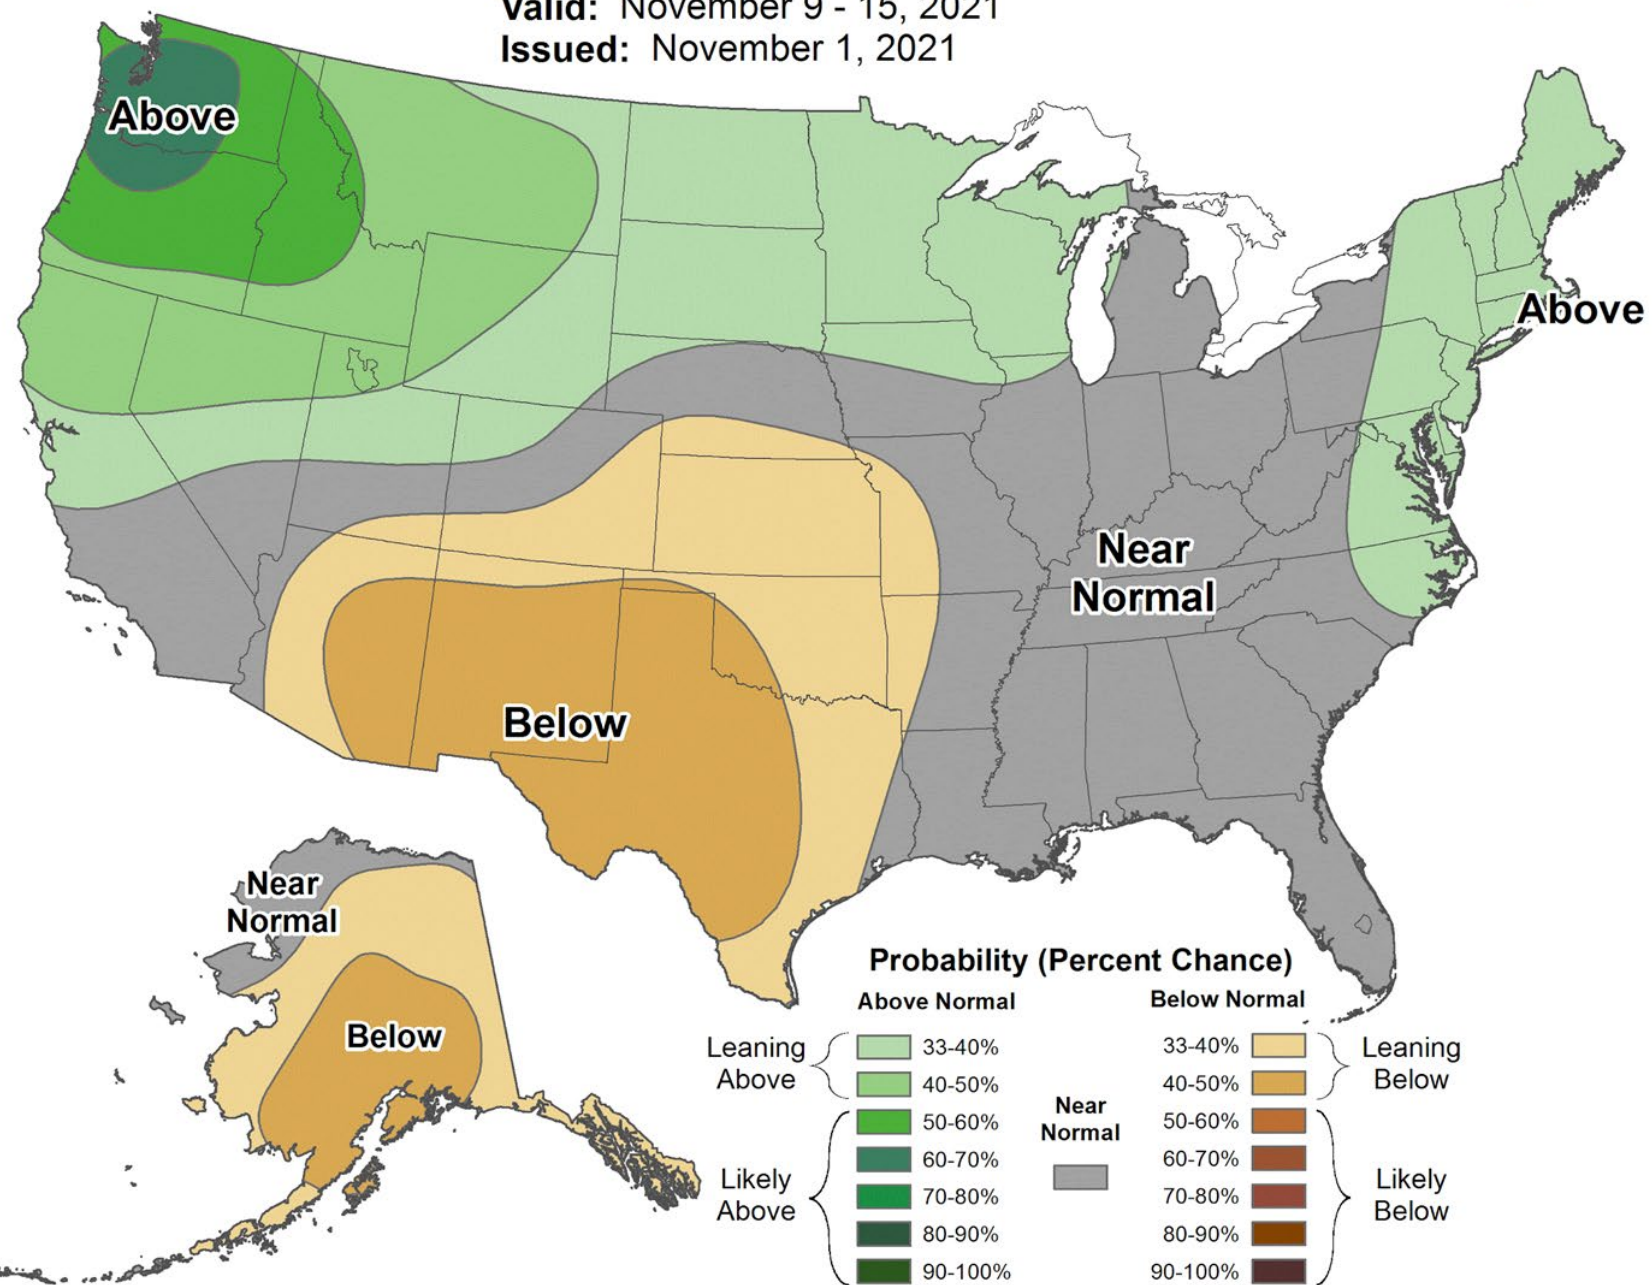 Valid: November 9 - 15, 2021
Issued: November 1, 2021
Above
Above
Near
Normal
Below
Near
Normal
Below
Probability (Percent Chance)
Above Normal
Below Normal
Leaning
Above
33-40%
40-50%
50-60%
60-70%
70-80%
80-90%
90-100%
Likely
Above
Near
Normal
33-40%
40-50%
50-60%
60-70%
70-80%
80-90%
90-100%
Leaning
Below
Likely
Below